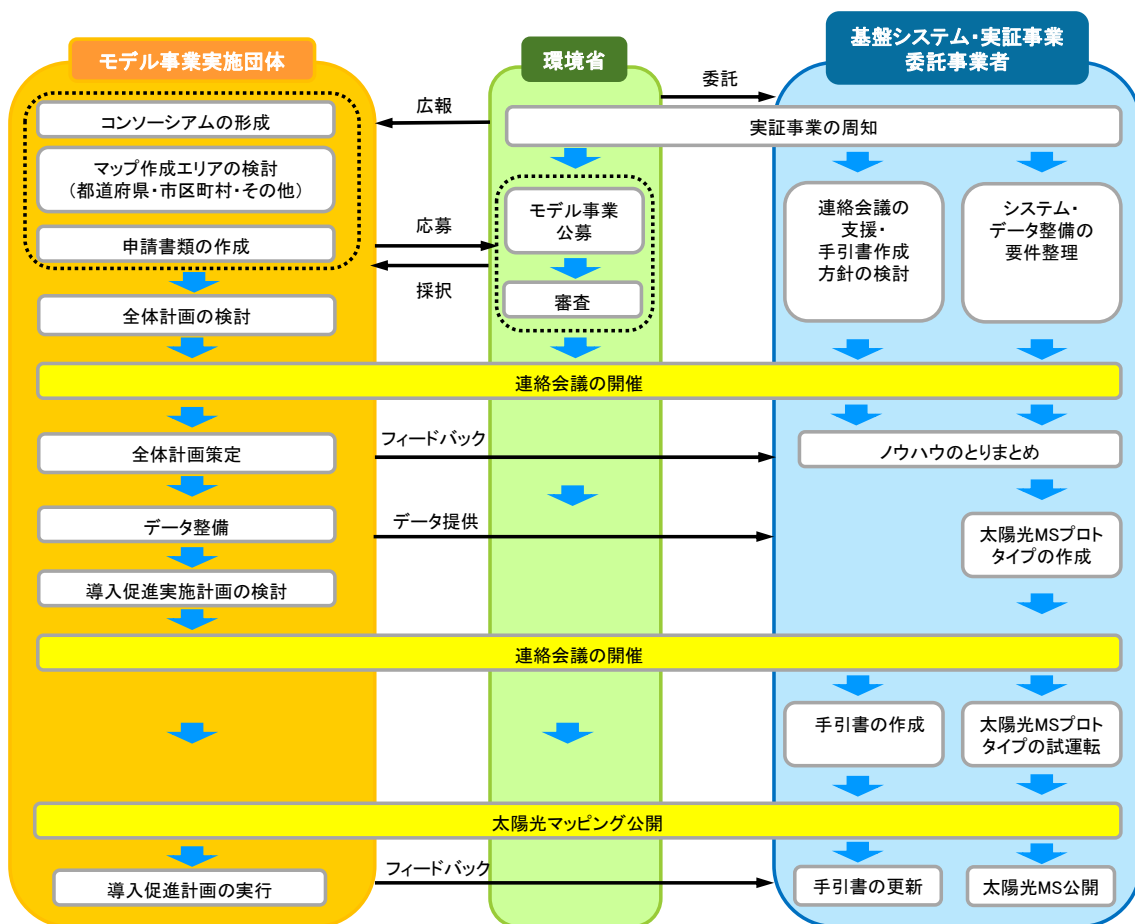 モデル事業実施団体
環境省
基盤システム・実証事業
委託事業者
委託
広報
コンソーシアムの形成
実証事業の周知
マップ作成エリアの検討
（都道府県・市区町村・その他）
申請書類の作成
応募
採択
モデル事業
公募
審査
連絡会議の
支援・
手引書作成
方針の検討
システム・
データ整備の
要件整理
全体計画の検討
連絡会議の開催
全体計画策定
フィードバック
ノウハウのとりまとめ
データ整備
データ提供
太陽光MSプロト
タイプの作成
導入促進実施計画の検討
連絡会議の開催
手引書の作成
太陽光MSプロト
タイプの試運転
太陽光マッピング公開
導入促進計画の実行
フィードバック
手引書の更新
太陽光MS公開